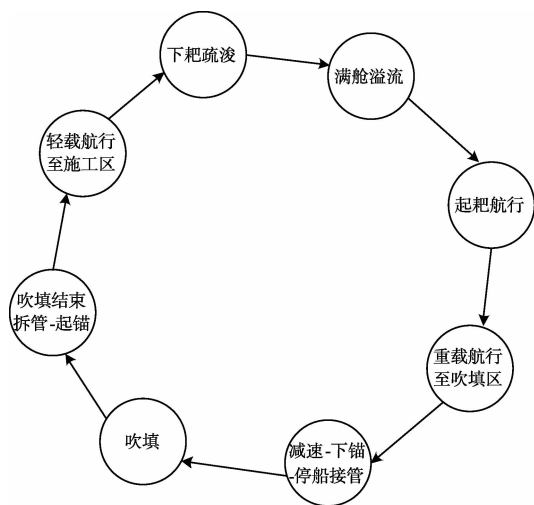 下耙疏浚
满舱溢流
起耙航行
重载航行
至吹填区
减速-下锚
-停船接管
吹填
吹填结束
拆管-起锚
轻载航行
至施工区